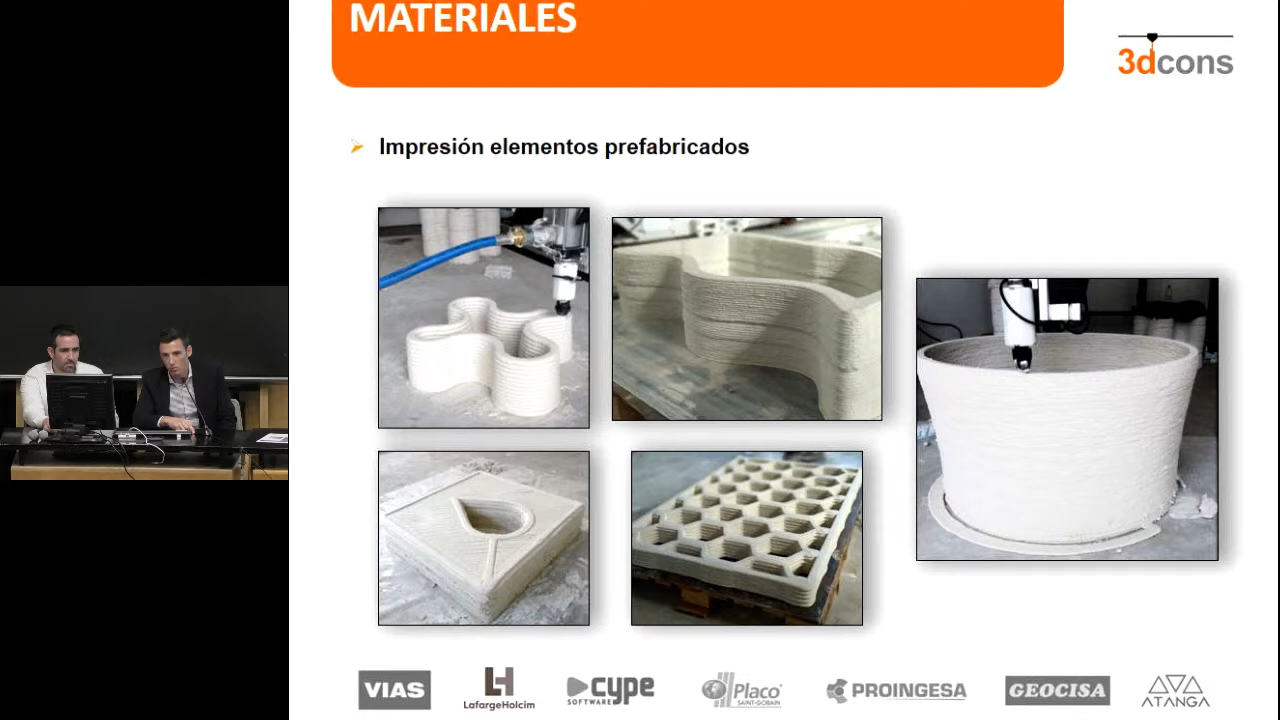 MATERIALES
3dcons
Impresión elementos prefabricados
VIAS
LafargeHolcim
cype
SOFTWARE
Placo
SAINT-GOBAIN
PROINGESA
GEOCISA
ATANGA